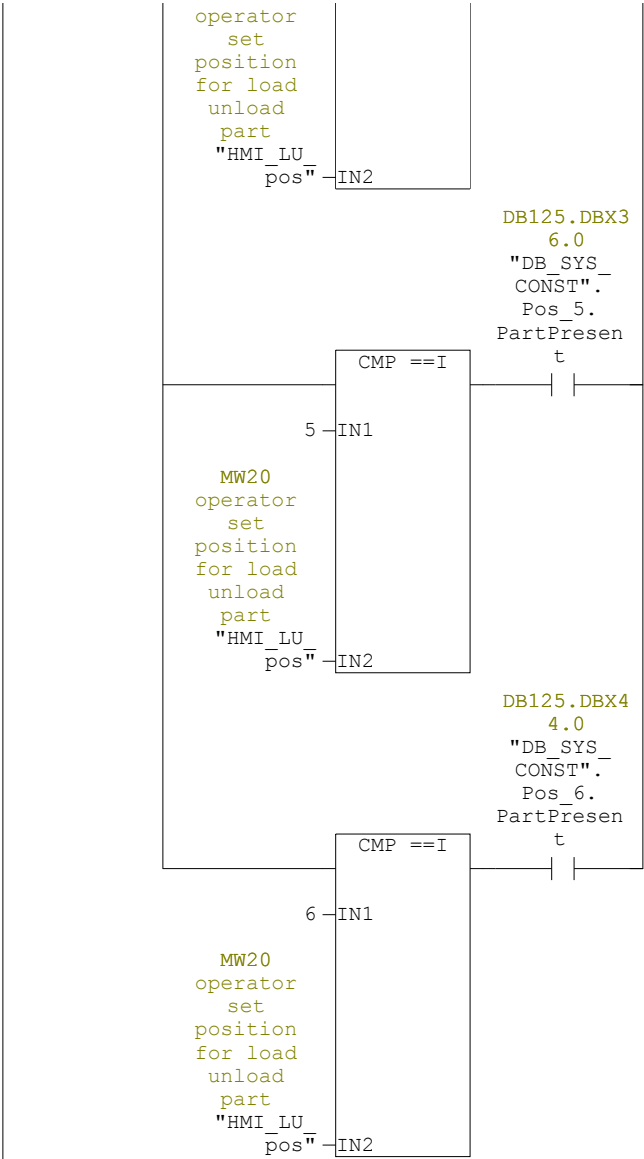 operator
set
position
for load
unload
part
"HMI_LU_
pos"
IN2
DB125.DBX3
6.0
"DB_SYS_
CONST".
Pos_5.
PartPresen
t
CMP ==I
5
IN1
MW20
operator
set
position
for load
unload
part
"HMI_LU_
pos"
IN2
DB125.DBX4
4.0
"DB_SYS_
CONST".
Pos_6.
PartPresen
t
CMP ==I
6
IN1
MW20
operator
set
position
for load
unload
part
"HMI_LU_
pos"
IN2